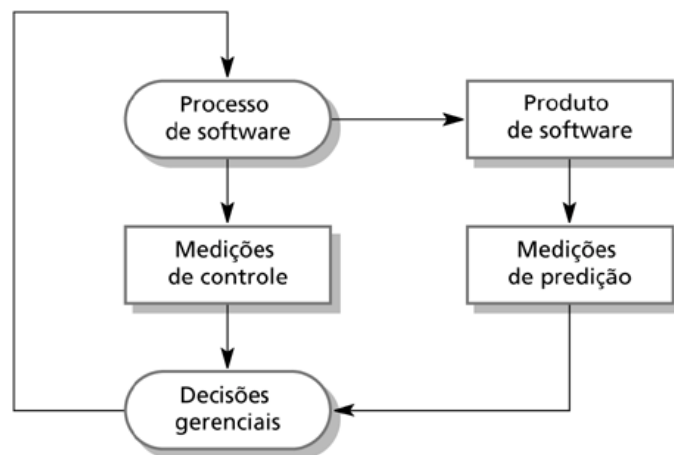 Processo
de software
Produto
de software
Medições
de controle
Medições
de predição
Decisões
gerenciais